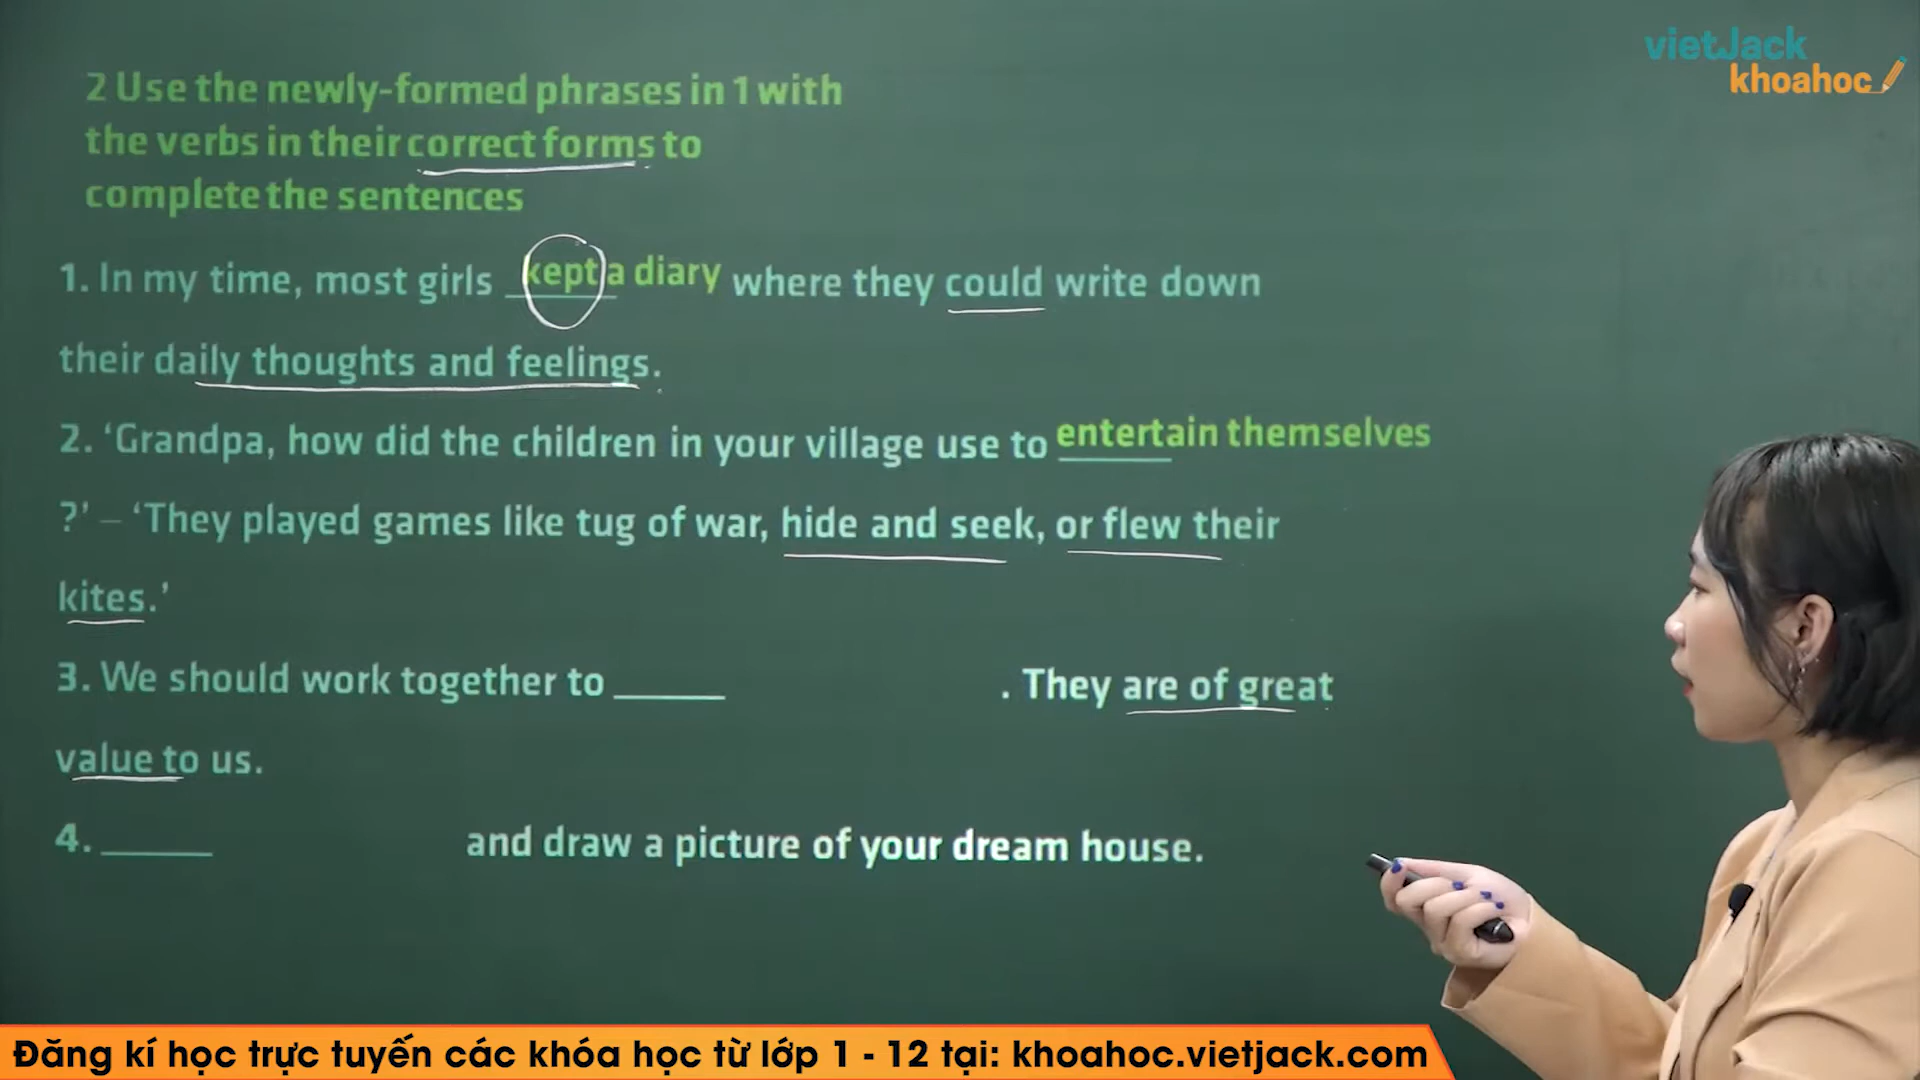 vietJack
khoahoc
2 Use the newly-formed phrases in 1 with
the verbs in their correct forms to
complete the sentences
1. In my time, most girls kept a diary where they could write down
their daily thoughts and feelings.
2. ‘Grandpa, how did the children in your village use to entertain themselves
?’ – ‘They played games like tug of war, hide and seek, or flew their
kites.’
3. We should work together to ______ . They are of great
value to us.
4. ______ and draw a picture of your dream house.
Đăng kí học trực tuyến các khóa học từ lớp 1 - 12 tại: khoahoc.vietjack.com